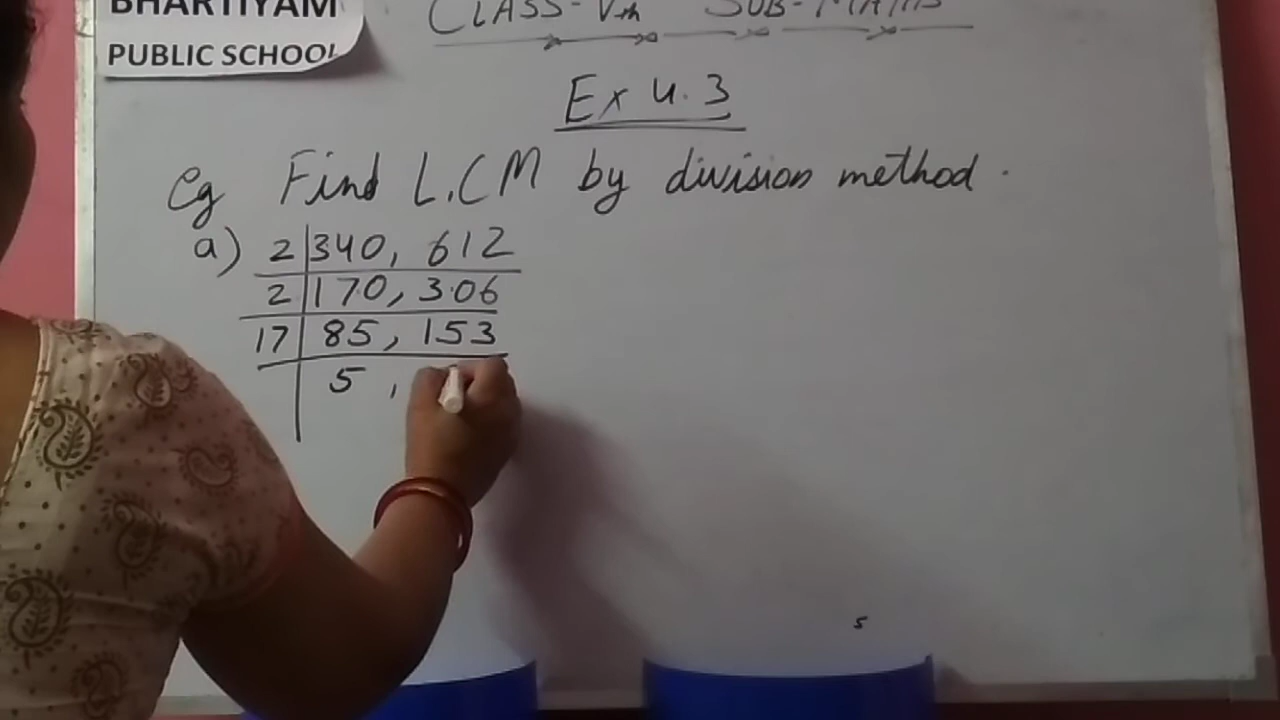 BHARTIYAM
PUBLIC SCHOOL
CLASS-Vth SUB-MATHS
Ex 4.3
Eg Find L.CM by division method.
a) 2|340, 612
2|170, 306
17|85, 153
5,
5